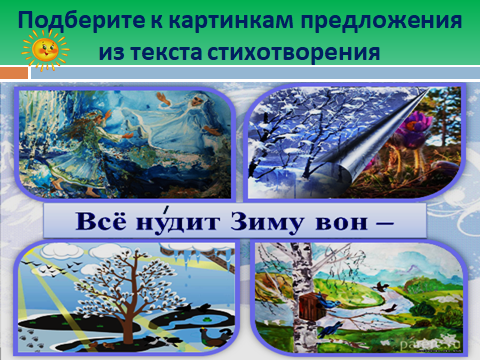 Подберите к картинкам предложения
из текста стихотворения
Всё ну́дит Зиму вон –